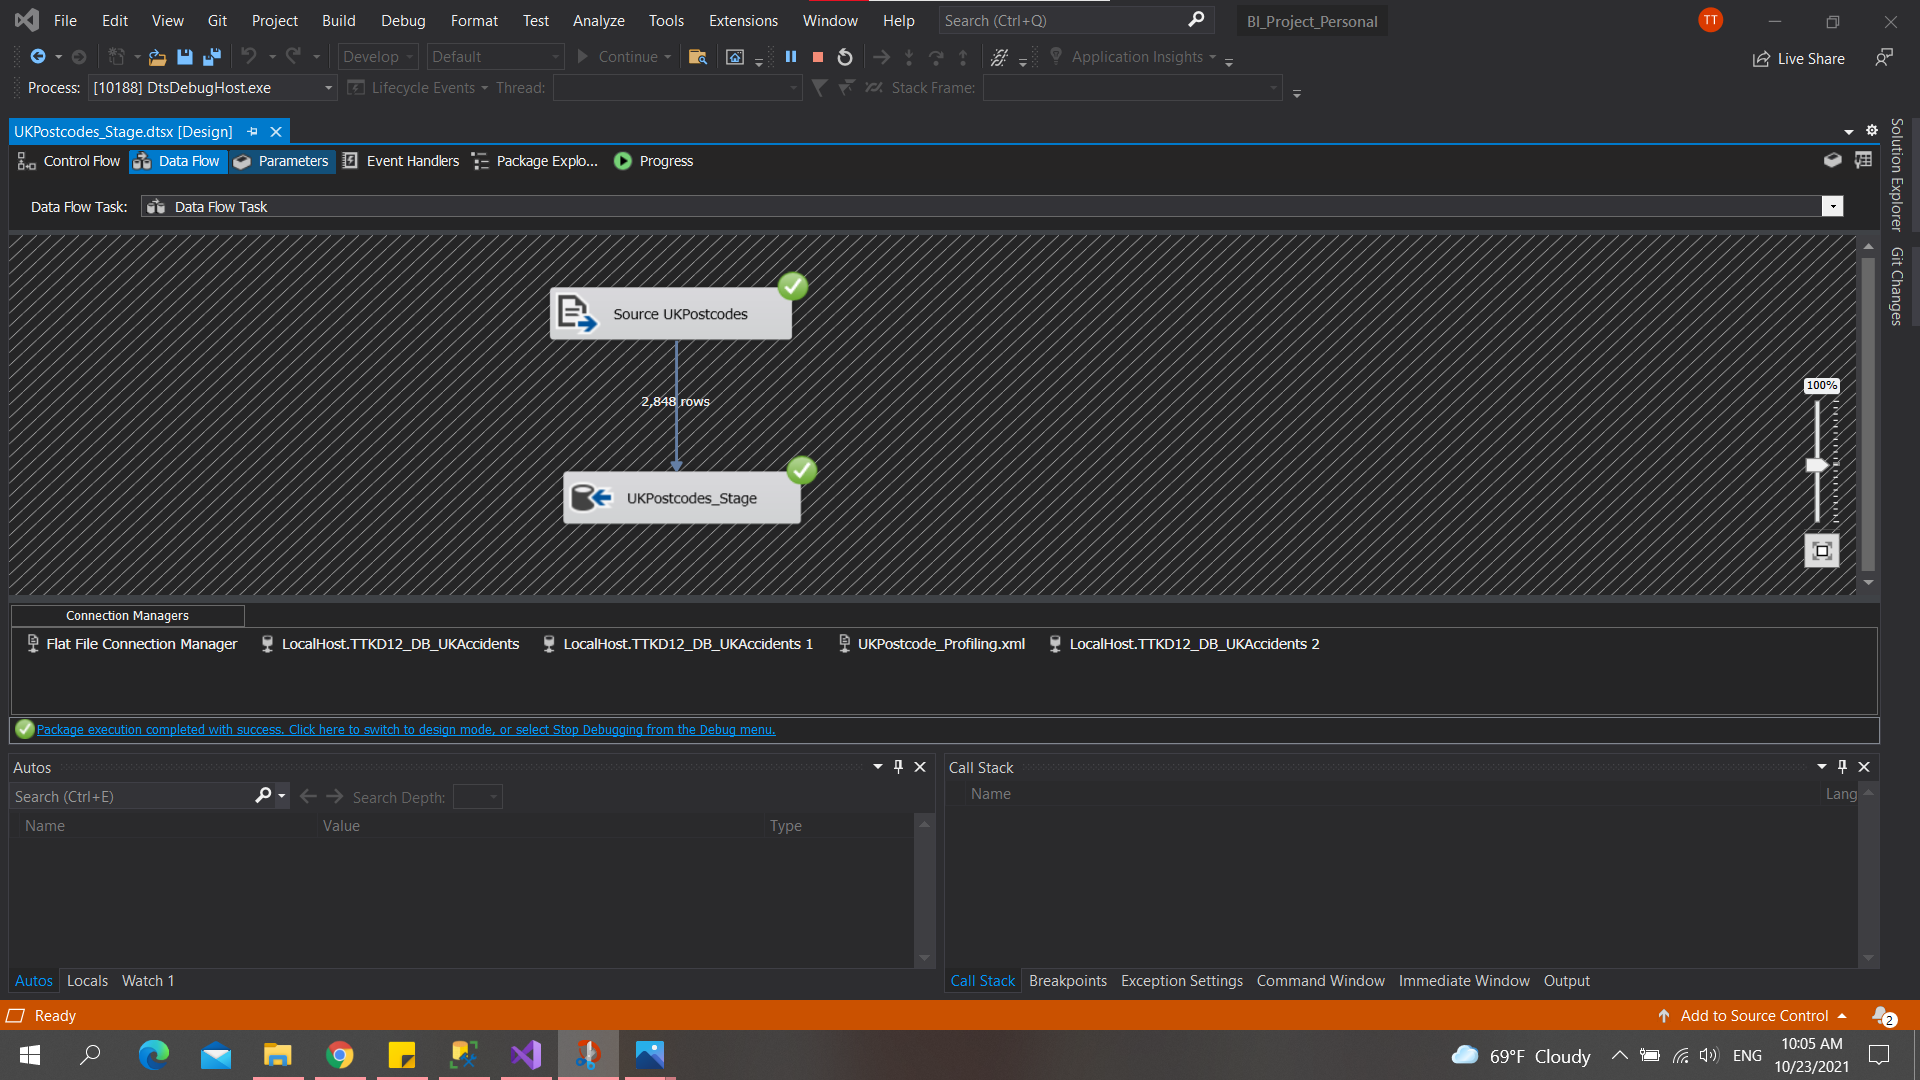 File Edit View Git Project Build Debug Format Test Analyze Tools Extensions Window Help Search (Ctrl+Q) BI_Project_Personal TT
Develop Default Continue Application Insights Live Share
Process: [10188] DtsDebugHost.exe Lifecycle Events Thread: Stack Frame:
UKPostcodes_Stage.dtsx [Design]
Control Flow Data Flow Parameters Event Handlers Package Explo... Progress
Data Flow Task: Data Flow Task
Solution Explorer
Git Changes
Source UKPostcodes
100%
2,848 rows
UKPostcodes_Stage
Connection Managers
Flat File Connection Manager LocalHost.TTKD12_DB_UKAccidents LocalHost.TTKD12_DB_UKAccidents 1 UKPostcode_Profiling.xml LocalHost.TTKD12_DB_UKAccidents 2
Package execution completed with success. Click here to switch to design mode, or select Stop Debugging from the Debug menu.
Autos
Search (Ctrl+E) Search Depth:
Name Value Type
Autos Locals Watch 1
Call Stack
Name Lang
Call Stack Breakpoints Exception Settings Command Window Immediate Window Output
Ready Add to Source Control 2
69°F Cloudy ENG 10:05 AM
10/23/2021